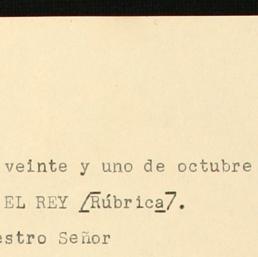 veinte y uno de octubre
EL REY /Rúbrica7.
estro Señor